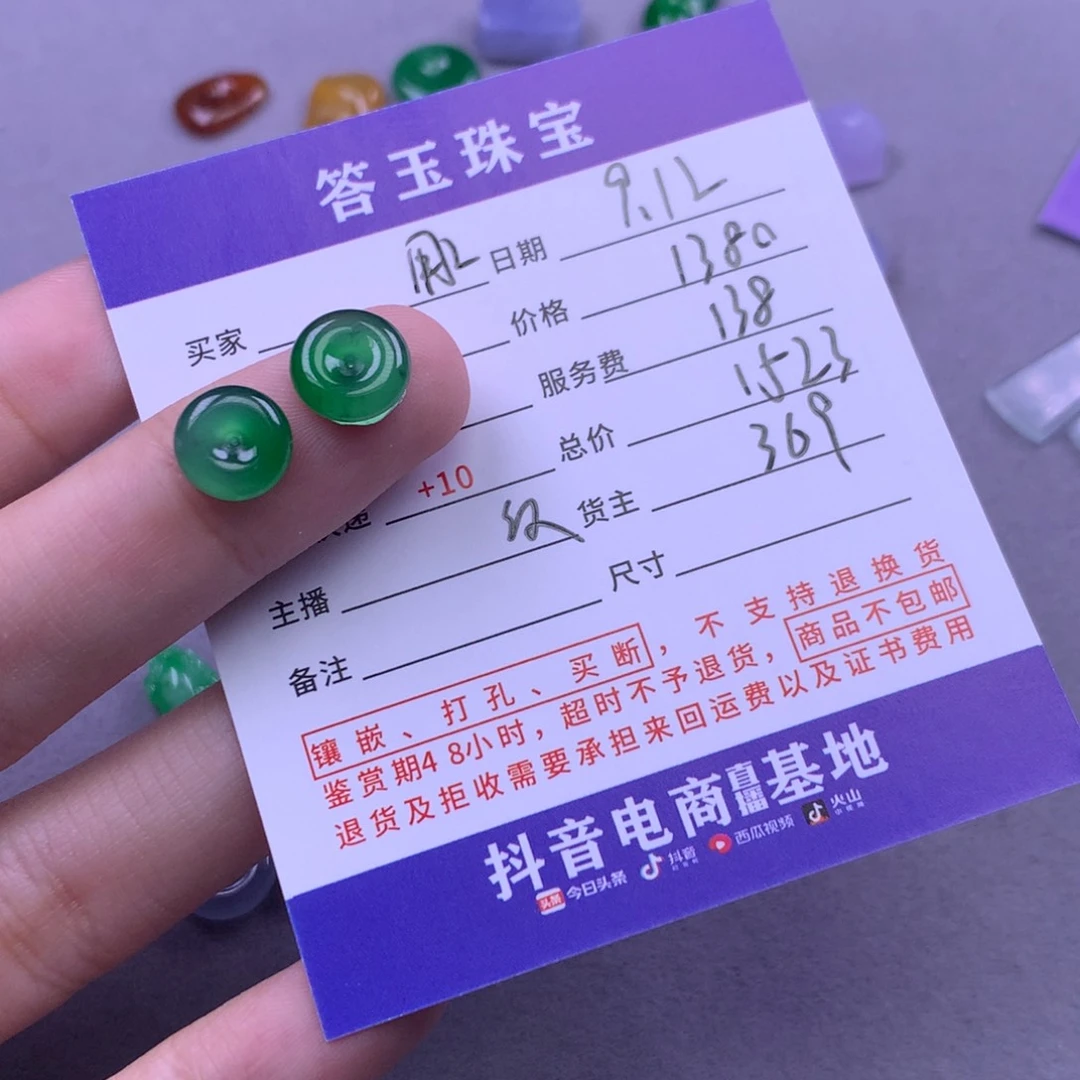 答玉珠宝
买家
日期 9.12
价格 1380
服务费 138
+10 总价 1523
货主 369
主播
尺寸
备注
镶嵌、打孔、买断，不支持退换货
鉴赏期48小时，超时不予退货，商品不包邮
退货及拒收需要承担来回运费以及证书费用
抖音电商直播基地
头条 今日头条 抖音 西瓜视频 火山